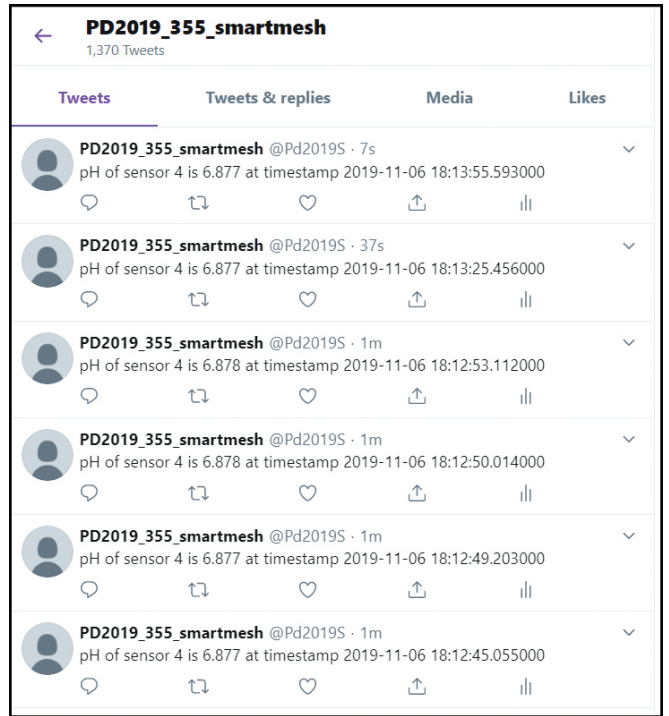 PD2019_355_smartmesh
1,370 Tweets
Tweets Tweets & replies Media Likes
PD2019_355_smartmesh @Pd2019S · 7s
pH of sensor 4 is 6.877 at timestamp 2019-11-06 18:13:55.593000
PD2019_355_smartmesh @Pd2019S · 37s
pH of sensor 4 is 6.877 at timestamp 2019-11-06 18:13:25.456000
PD2019_355_smartmesh @Pd2019S · 1m
pH of sensor 4 is 6.878 at timestamp 2019-11-06 18:12:53.112000
PD2019_355_smartmesh @Pd2019S · 1m
pH of sensor 4 is 6.878 at timestamp 2019-11-06 18:12:50.014000
PD2019_355_smartmesh @Pd2019S · 1m
pH of sensor 4 is 6.877 at timestamp 2019-11-06 18:12:49.203000
PD2019_355_smartmesh @Pd2019S · 1m
pH of sensor 4 is 6.877 at timestamp 2019-11-06 18:12:45.055000